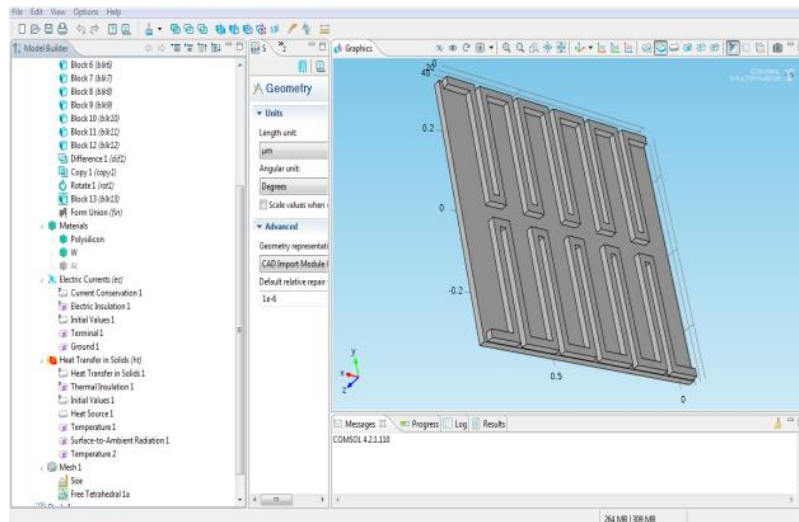 File Edit View Options Help
Model Builder
Block 6 (blk6)
Block 7 (blk7)
Block 8 (blk8)
Block 9 (blk9)
Block 10 (blk10)
Block 11 (blk11)
Block 12 (blk12)
Difference 1 (dif1)
Copy 1 (copy1)
Rotate 1 (rot1)
Block 13 (blk13)
Form Union (fin)
Materials
Polysilicon
W
Al
Electric Currents (ec)
Current Conservation 1
Electric Insulation 1
Initial Values 1
Terminal 1
Ground 1
Heat Transfer in Solids (ht)
Heat Transfer in Solids 1
Thermal Insulation 1
Initial Values 1
Heat Source 1
Temperature 1
Surface-to-Ambient Radiation 1
Temperature 2
Mesh 1
Size
Free Tetrahedral 1a
S
Geometry
Units
Length unit:
µm
Angular unit:
Degrees
Scale values when
Advanced
Geometry representati
CAD Import Module
Default relative repair
1e-6
Graphics
COMSOL
MULTIPHYSICS
0.2
0
-0.2
0.5
0
y
x
z
Messages Progress Log Results
COMSOL 4.2.1.110
264 MB | 309 MB